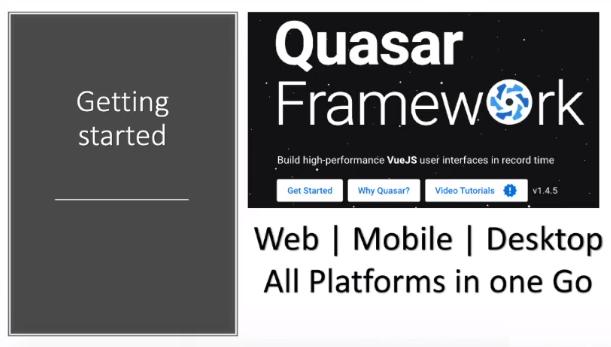 Getting
started
Quasar
Framework
Build high-performance VueJS user interfaces in record time
Get Started Why Quasar? Video Tutorials v1.4.5
Web | Mobile | Desktop
All Platforms in one Go